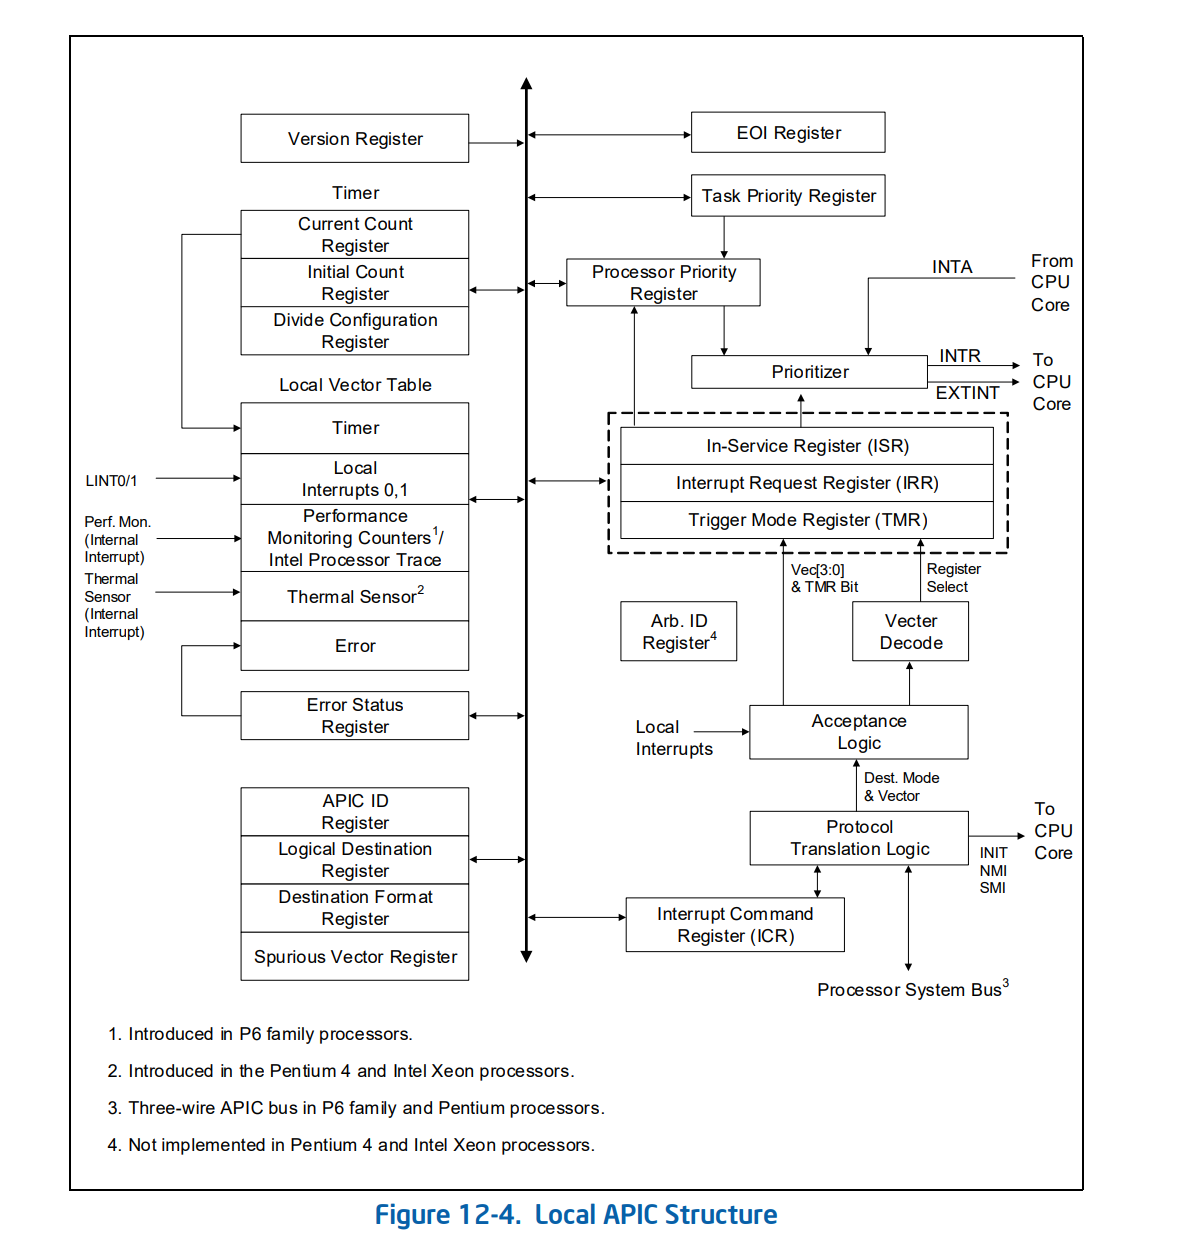 Version Register
EOI Register
Timer
Task Priority Register
Current Count
Register
Initial Count
Register
Divide Configuration
Register
Processor Priority
Register
INTA
From
CPU
Core
Prioritizer
INTR
EXTINT
To
CPU
Core
Local Vector Table
Timer
LINT0/1
Local
Interrupts 0,1
Perf. Mon.
(Internal
Interrupt)
Performance
Monitoring Counters1/
Intel Processor Trace
Thermal
Sensor
(Internal
Interrupt)
Thermal Sensor2
Error
Error Status
Register
In-Service Register (ISR)
Interrupt Request Register (IRR)
Trigger Mode Register (TMR)
Vec[3:0]
& TMR Bit
Register
Select
Arb. ID
Register4
Vecter
Decode
Local
Interrupts
Acceptance
Logic
Dest. Mode
& Vector
Protocol
Translation Logic
To
CPU
Core
INIT
NMI
SMI
APIC ID
Register
Logical Destination
Register
Destination Format
Register
Spurious Vector Register
Interrupt Command
Register (ICR)
Processor System Bus3
1. Introduced in P6 family processors.
2. Introduced in the Pentium 4 and Intel Xeon processors.
3. Three-wire APIC bus in P6 family and Pentium processors.
4. Not implemented in Pentium 4 and Intel Xeon processors.
Figure 12-4. Local APIC Structure